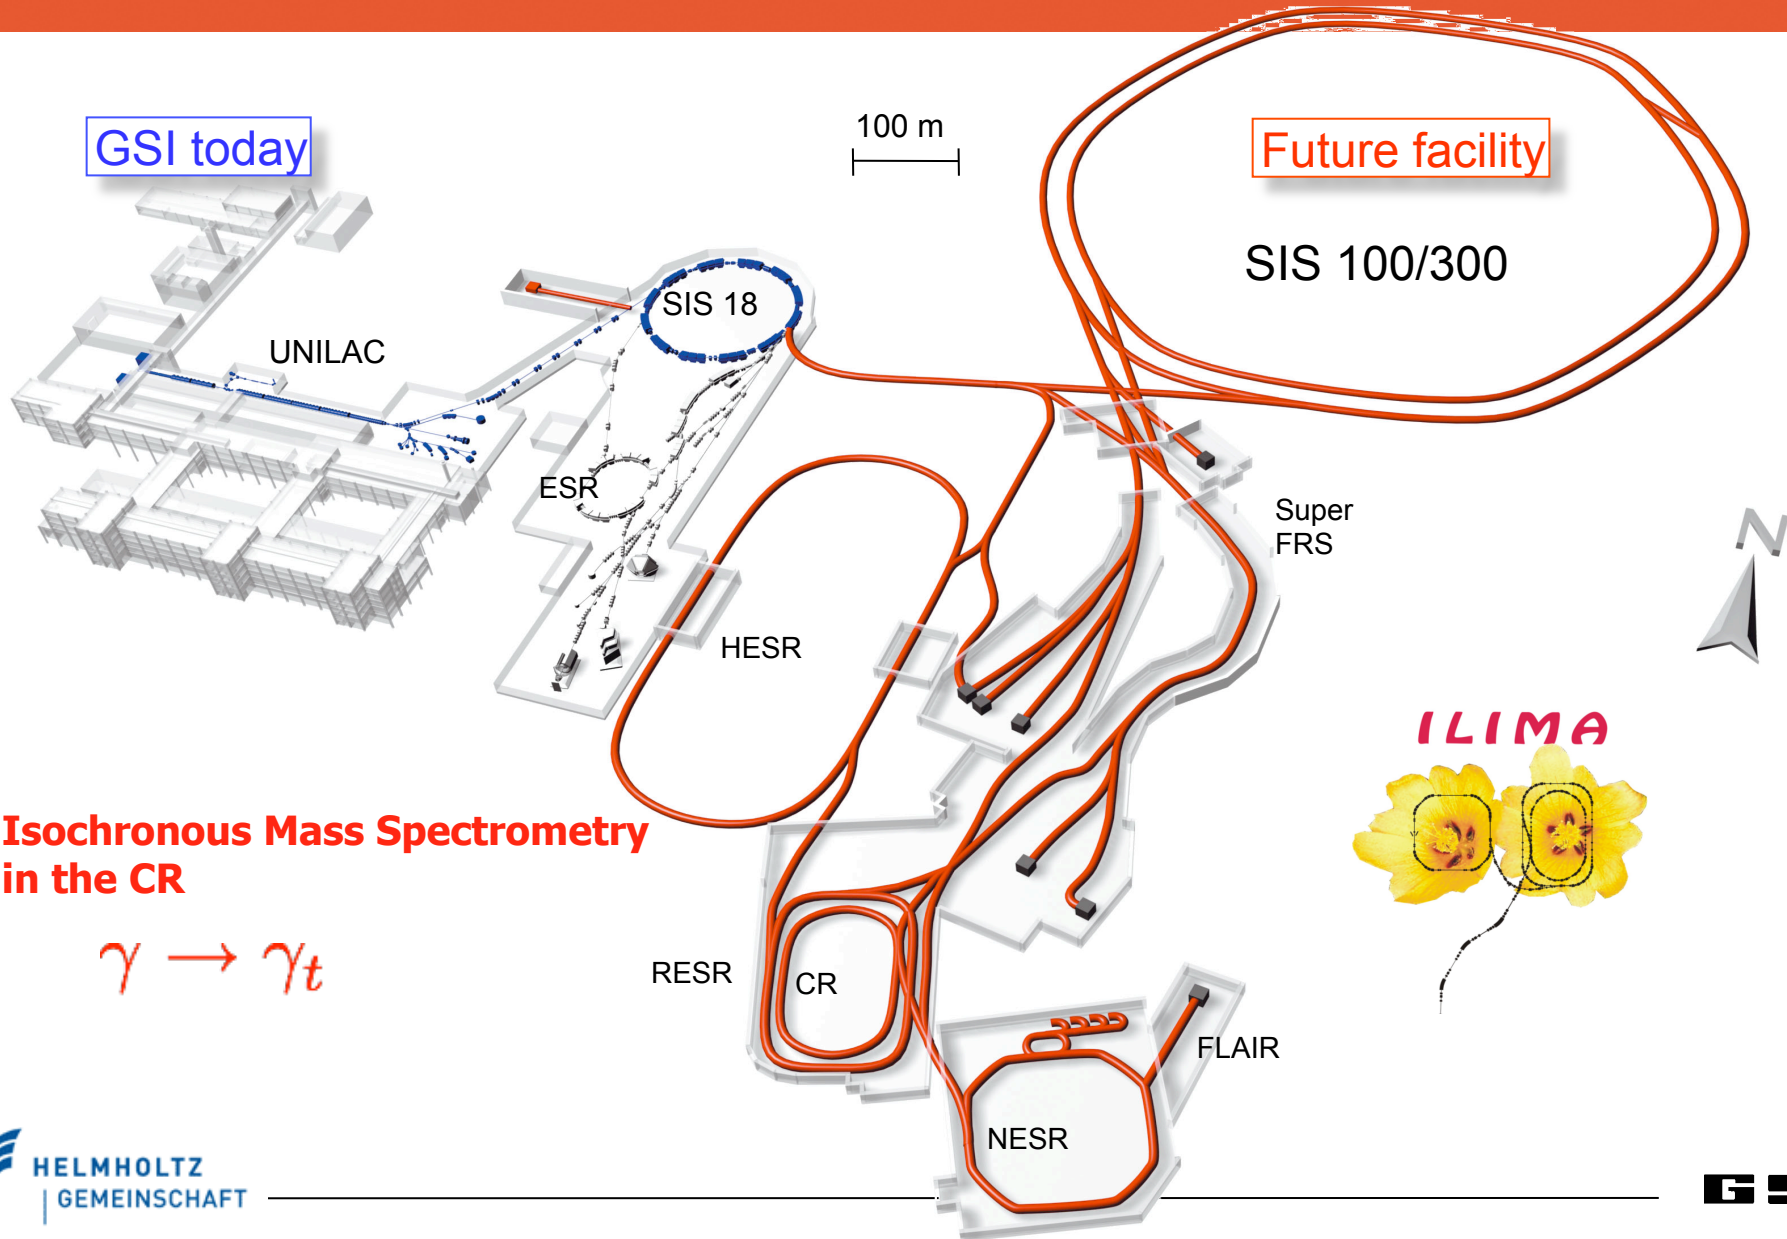 GSI today
100 m
Future facility
SIS 100/300
SIS 18
UNILAC
ESR
Super
FRS
N
HESR
ILIMA
Isochronous Mass Spectrometry
in the CR
γ → γt
RESR
CR
FLAIR
NESR
HELMHOLTZ
GEMEINSCHAFT
G